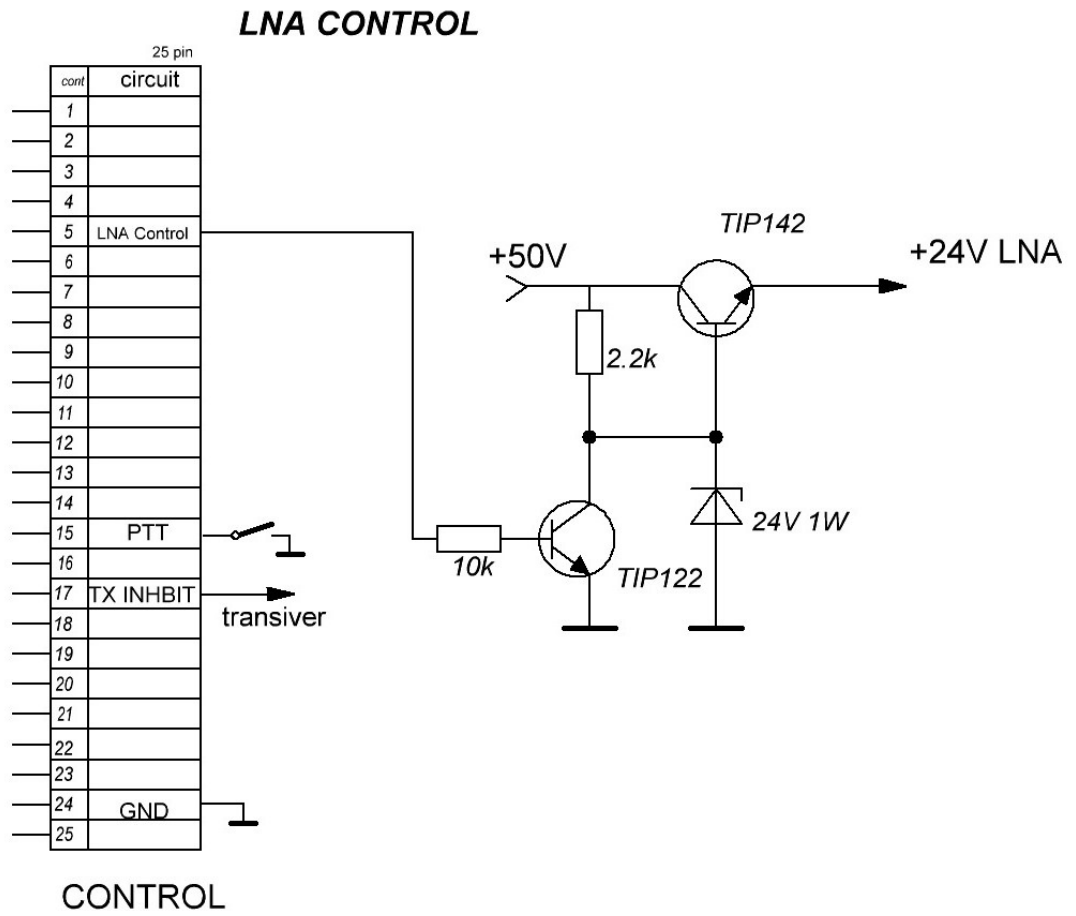 LNA CONTROL
25 pin
cont circuit
1
2
3
4
5 LNA Control
6
7
8
9
10
11
12
13
14
15 PTT
16
17 TX INHBIT
transiver
18
19
20
21
22
23
24 GND
25
CONTROL
+50V
TIP142
+24V LNA
2.2k
10k
TIP122
24V 1W